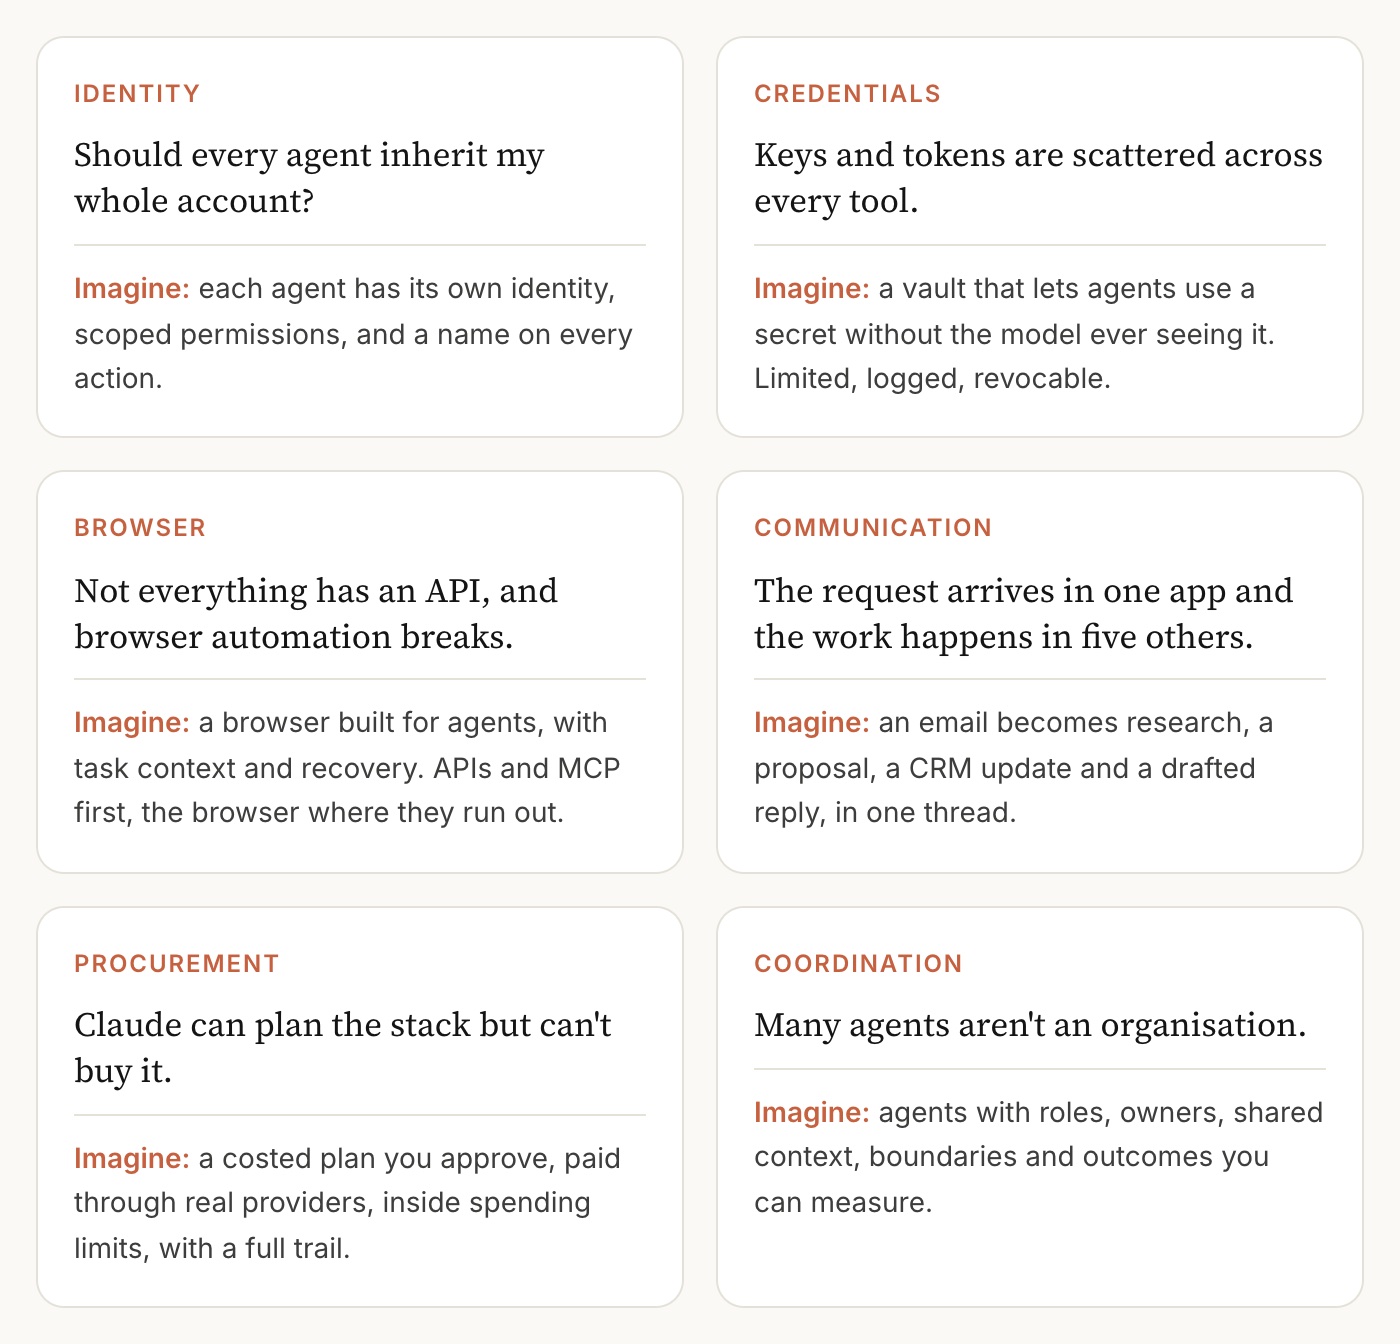 IDENTITY
Should every agent inherit my
whole account?
Imagine: each agent has its own identity,
scoped permissions, and a name on every
action.
CREDENTIALS
Keys and tokens are scattered across
every tool.
Imagine: a vault that lets agents use a
secret without the model ever seeing it.
Limited, logged, revocable.
BROWSER
Not everything has an API, and
browser automation breaks.
Imagine: a browser built for agents, with
task context and recovery. APIs and MCP
first, the browser where they run out.
COMMUNICATION
The request arrives in one app and
the work happens in five others.
Imagine: an email becomes research, a
proposal, a CRM update and a drafted
reply, in one thread.
PROCUREMENT
Claude can plan the stack but can't
buy it.
Imagine: a costed plan you approve, paid
through real providers, inside spending
limits, with a full trail.
COORDINATION
Many agents aren't an organisation.
Imagine: agents with roles, owners, shared
context, boundaries and outcomes you
can measure.